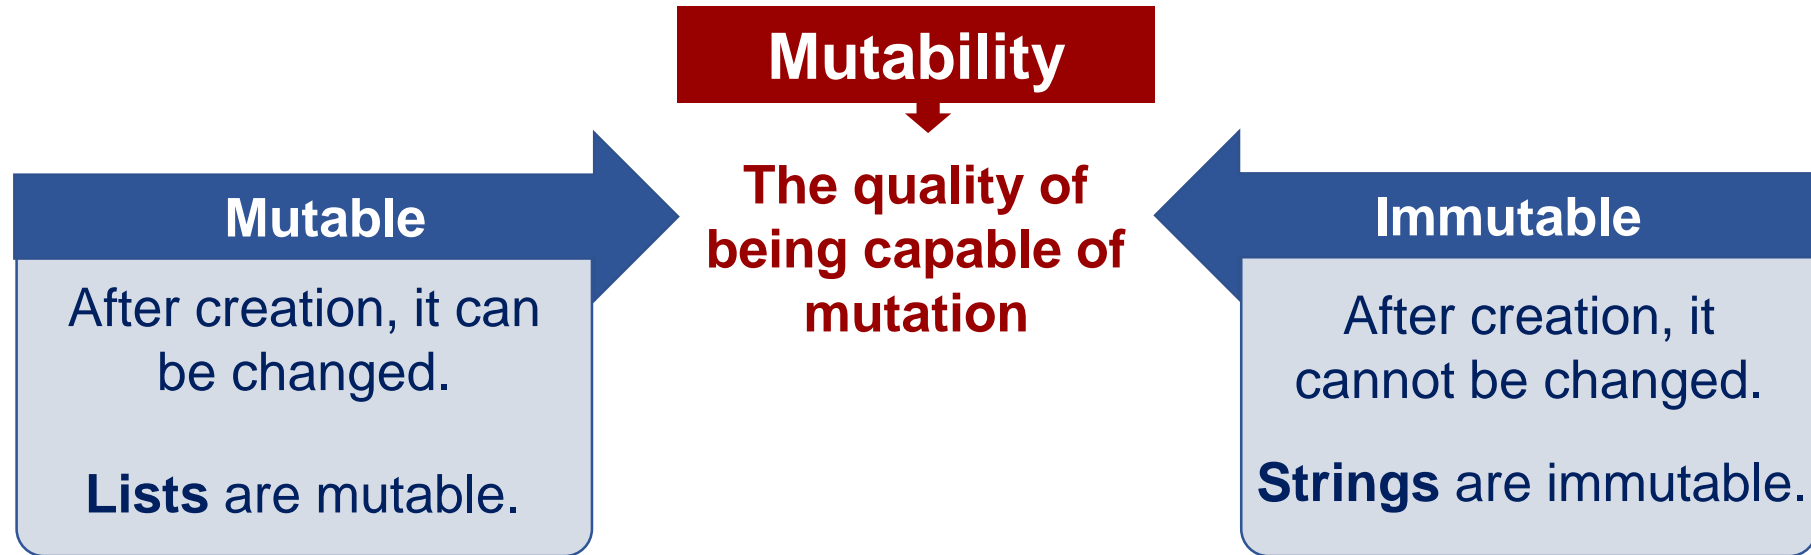 Mutability
The quality of
being capable of
mutation
Mutable
After creation, it can
be changed.
Lists are mutable.
Immutable
After creation, it
cannot be changed.
Strings are immutable.